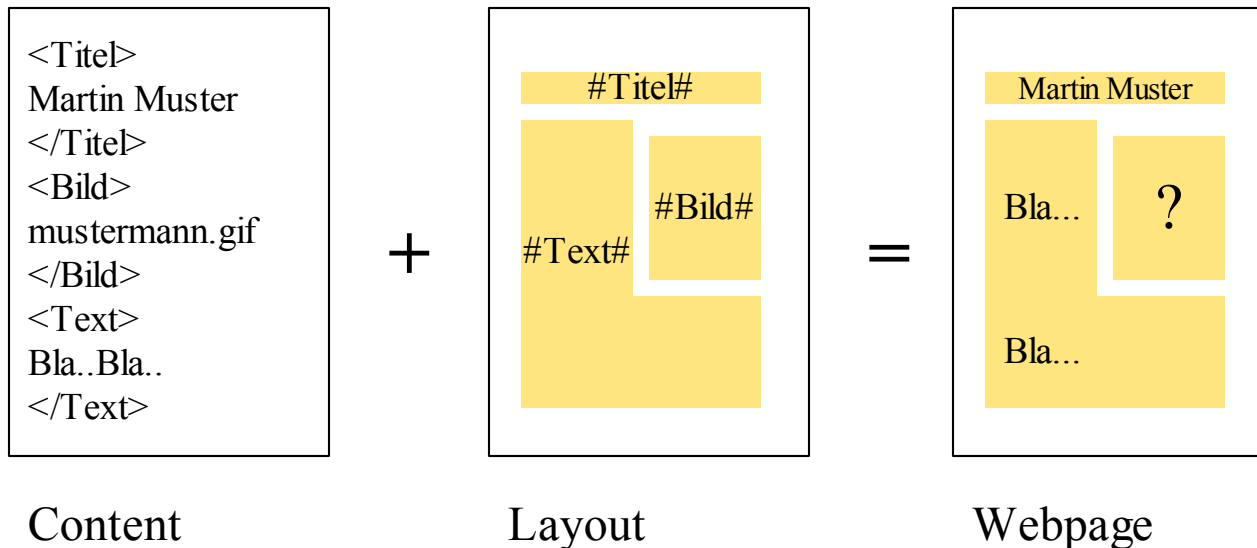 <Titel>
Martin Muster
</Titel>
<Bild>
mustermann.gif
</Bild>
<Text>
Bla..Bla..
</Text>
Content
+
#Titel#
#Bild#
#Text#
Layout
=
Martin Muster
Bla...
?
Bla...
Webpage